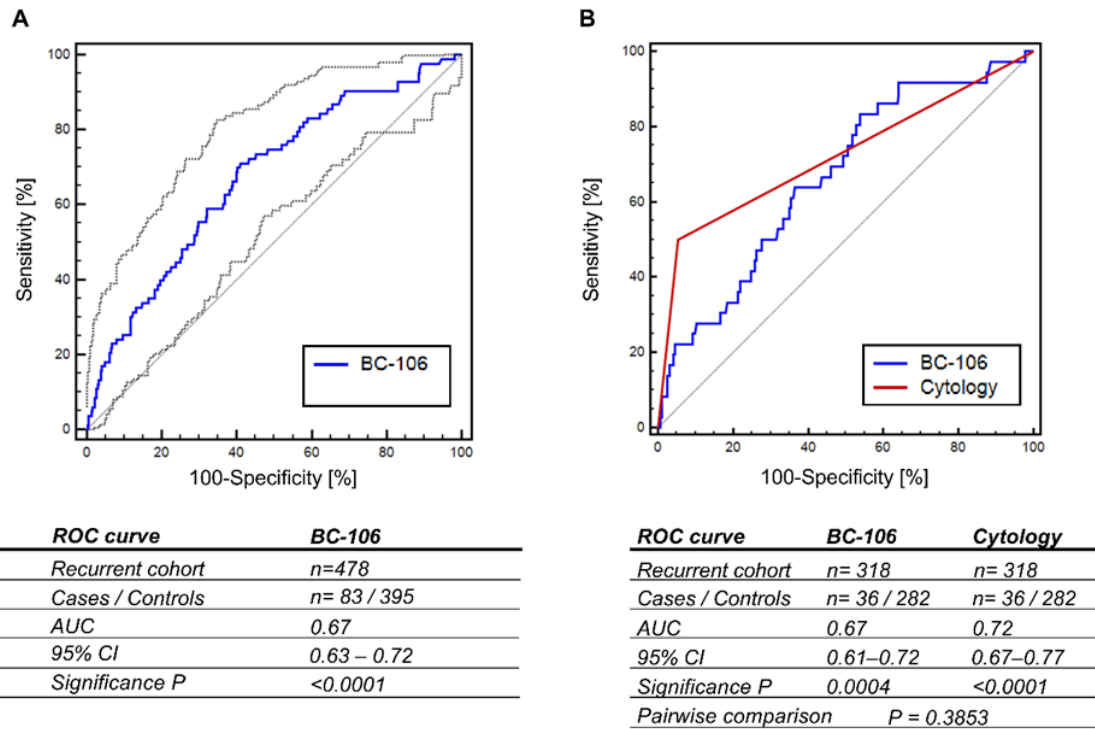 A
100
80
60
40
20
0
Sensitivity [%]
BC-106
0 20 40 60 80 100
100-Specificity [%]
ROC curve BC-106
Recurrent cohort n=478
Cases / Controls n= 83 / 395
AUC 0.67
95% CI 0.63 – 0.72
Significance P <0.0001
B
100
80
60
40
20
0
Sensitivity [%]
BC-106
Cytology
0 20 40 60 80 100
100-Specificity [%]
ROC curve BC-106 Cytology
Recurrent cohort n= 318 n= 318
Cases / Controls n= 36 / 282 n= 36 / 282
AUC 0.67 0.72
95% CI 0.61–0.72 0.67–0.77
Significance P 0.0004 <0.0001
Pairwise comparison P = 0.3853